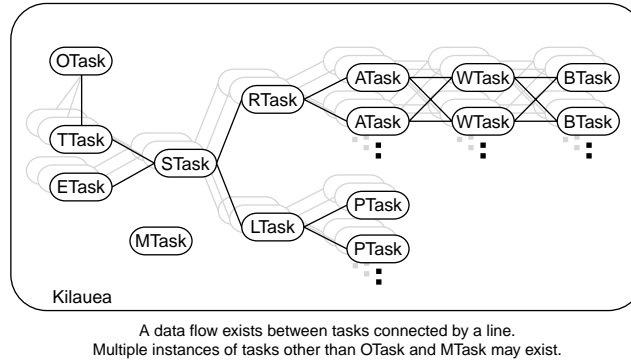 OTask
ATask WTask BTask
RTask
TTask ATask WTask BTask
STask
ETask
PTask
LTask
MTask
PTask
Kilauea
A data flow exists between tasks connected by a line.
Multiple instances of tasks other than OTask and MTask may exist.